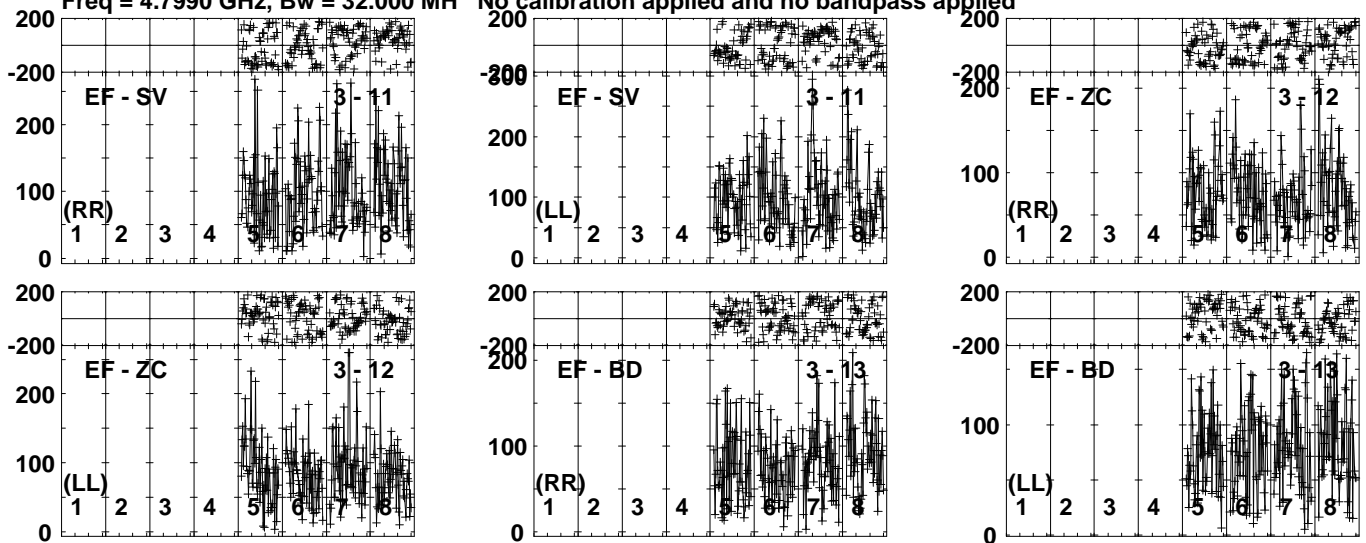 Freq = 4.7990 GHz, Bw = 32.000 MH No calibration applied and no bandpass applied
200
-200
EF - SV 3 - 11
200
100
(RR)
1 2 3 4 5 6 7 8
0
200
-200
300
EF - SV 3 - 11
200
100
(LL)
1 2 3 4 5 6 7 8
0
200
-200
200
EF - ZC 3 - 12
100
(RR)
1 2 3 4 5 6 7 8
0
200
-200
EF - ZC 3 - 12
200
100
(LL)
1 2 3 4 5 6 7 8
0
200
-200
200
EF - BD 3 - 13
100
(RR)
1 2 3 4 5 6 7 8
0
200
-200
EF - BD 3 - 13
100
(LL)
1 2 3 4 5 6 7 8
0